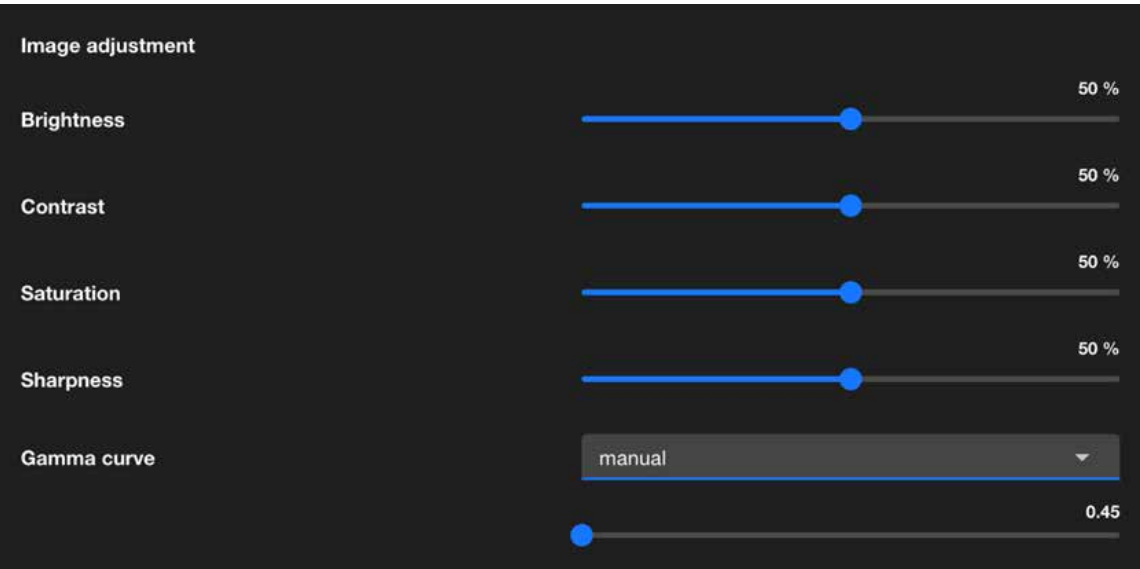 Image adjustment
50 %
Brightness
50 %
Contrast
50 %
Saturation
50 %
Sharpness
Gamma curve manual
0.45